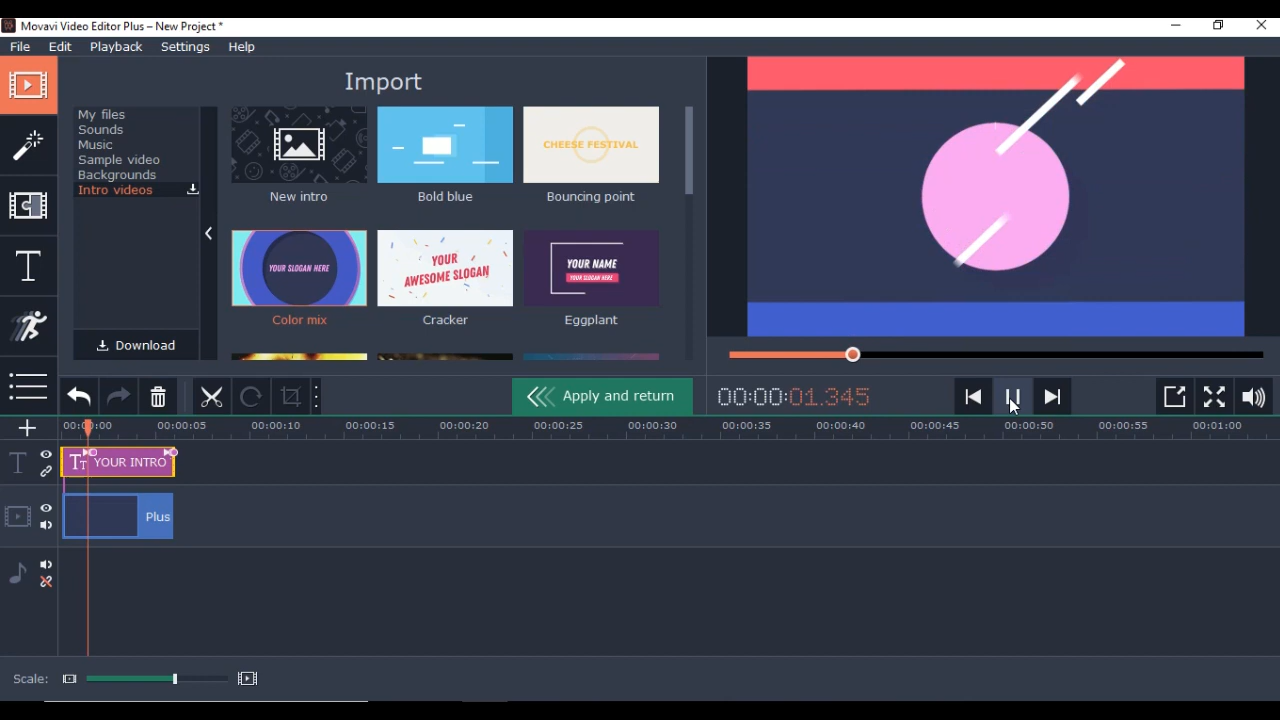 Movavi Video Editor Plus – New Project *
File Edit Playback Settings Help
Import
My files
Sounds
Music
Sample video
Backgrounds
Intro videos
Download
New intro
Bold blue
CHEESE FESTIVAL
Bouncing point
YOUR SLOGAN HERE
Color mix
YOUR
AWESOME SLOGAN
Cracker
YOUR NAME
YOUR SLOGAN HERE
Eggplant
Apply and return
00:00:01.345
00:00:00 00:00:05 00:00:10 00:00:15 00:00:20 00:00:25 00:00:30 00:00:35 00:00:40 00:00:45 00:00:50 00:00:55 00:01:00
T Tт YOUR INTRO
Plus
Scale: